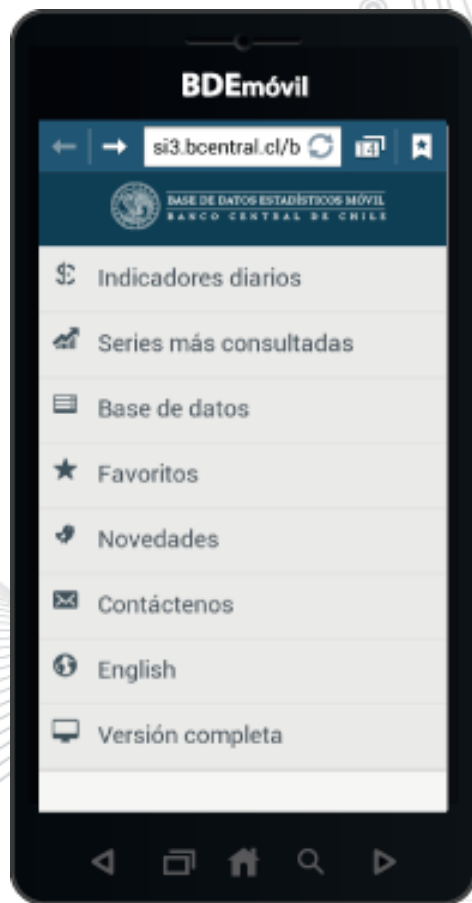 BDEmóvil
si3.bcentral.cl/b
14
BASE DE DATOS ESTADÍSTICOS MÓVIL
BANCO CENTRAL DE CHILE
Indicadores diarios
Series más consultadas
Base de datos
Favoritos
Novedades
Contáctenos
English
Versión completa